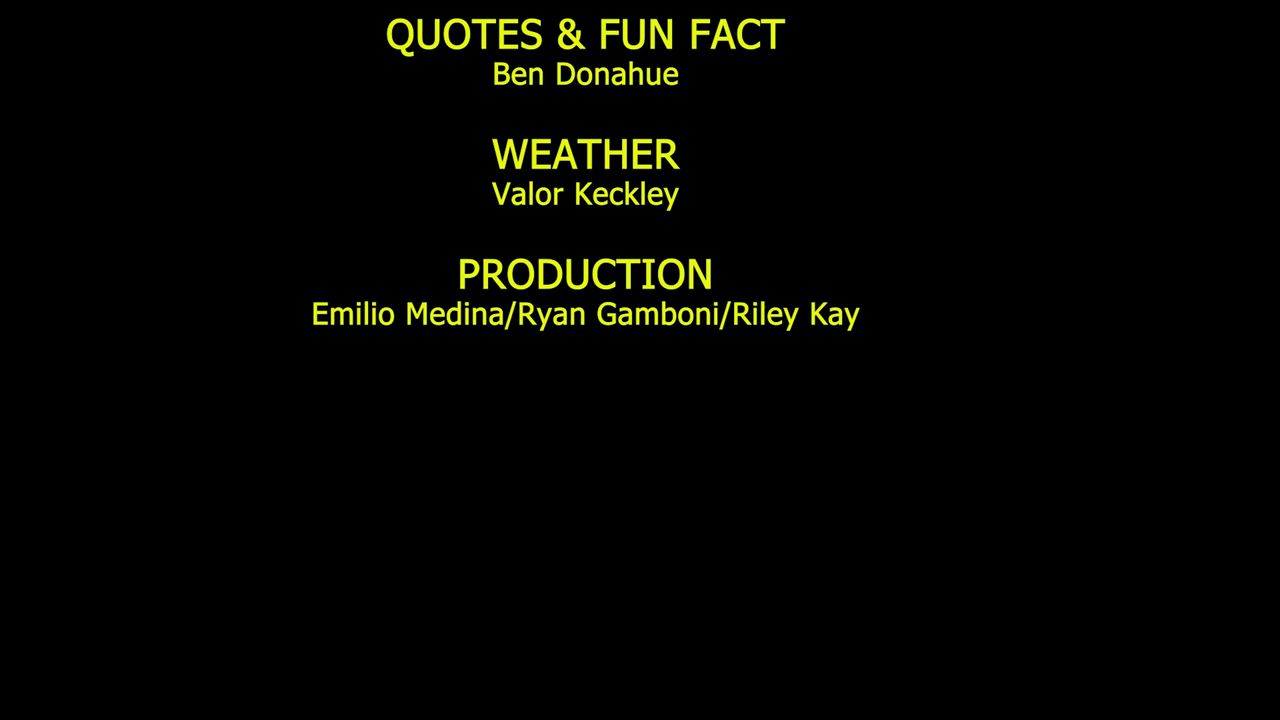 QUOTES & FUN FACT
Ben Donahue
WEATHER
Valor Keckley
PRODUCTION
Emilio Medina/Ryan Gamboni/Riley Kay